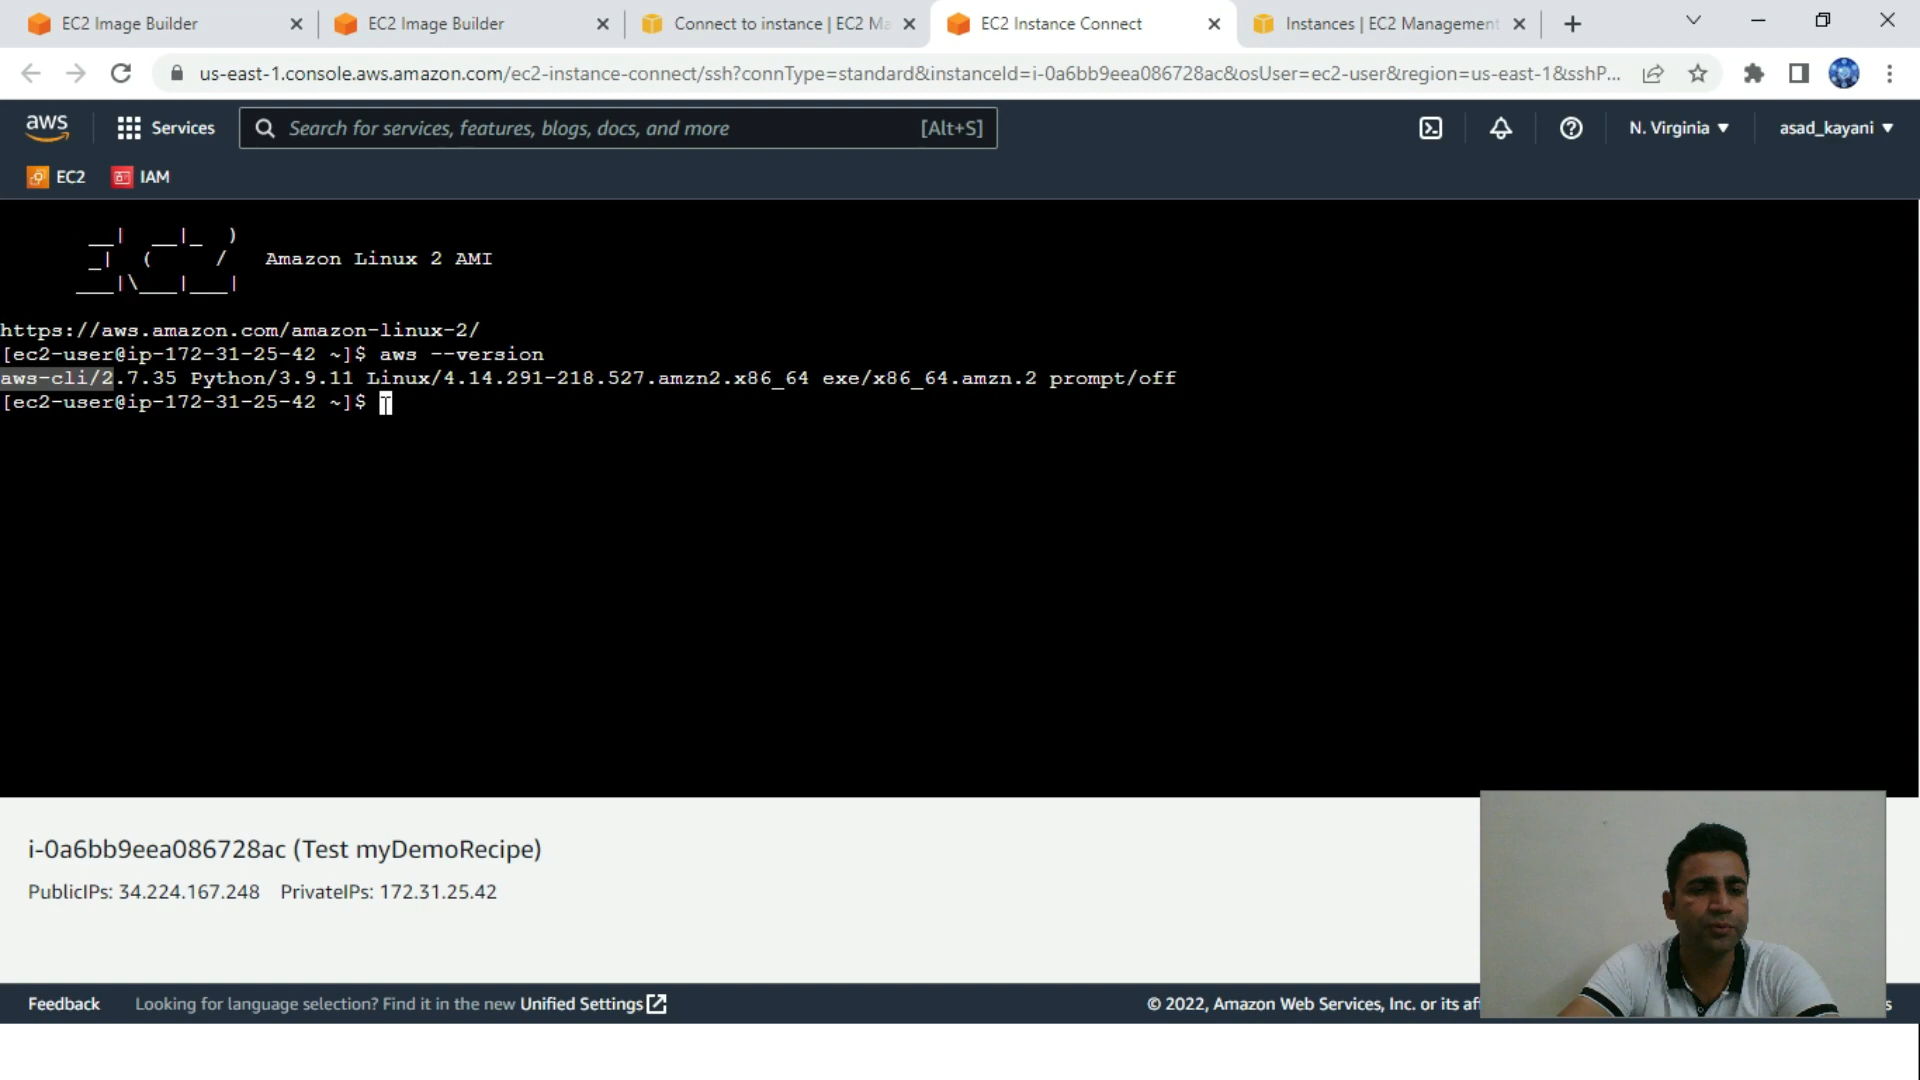 EC2 Image Builder
EC2 Image Builder
Connect to instance | EC2 Ma
EC2 Instance Connect
Instances | EC2 Management
us-east-1.console.aws.amazon.com/ec2-instance-connect/ssh?connType=standard&instanceId=i-0a6bb9eea086728ac&osUser=ec2-user&region=us-east-1&sshP...
aws
Services
Search for services, features, blogs, docs, and more
[Alt+S]
N. Virginia
asad_kayani
EC2
IAM
Amazon Linux 2 AMI
https://aws.amazon.com/amazon-linux-2/
[ec2-user@ip-172-31-25-42 ~]$ aws --version
aws-cli/2.7.35 Python/3.9.11 Linux/4.14.291-218.527.amzn2.x86_64 exe/x86_64.amzn.2 prompt/off
[ec2-user@ip-172-31-25-42 ~]$
i-0a6bb9eea086728ac (Test myDemoRecipe)
PublicIPs: 34.224.167.248 PrivateIPs: 172.31.25.42
Feedback
Looking for language selection? Find it in the new Unified Settings
© 2022, Amazon Web Services, Inc. or its